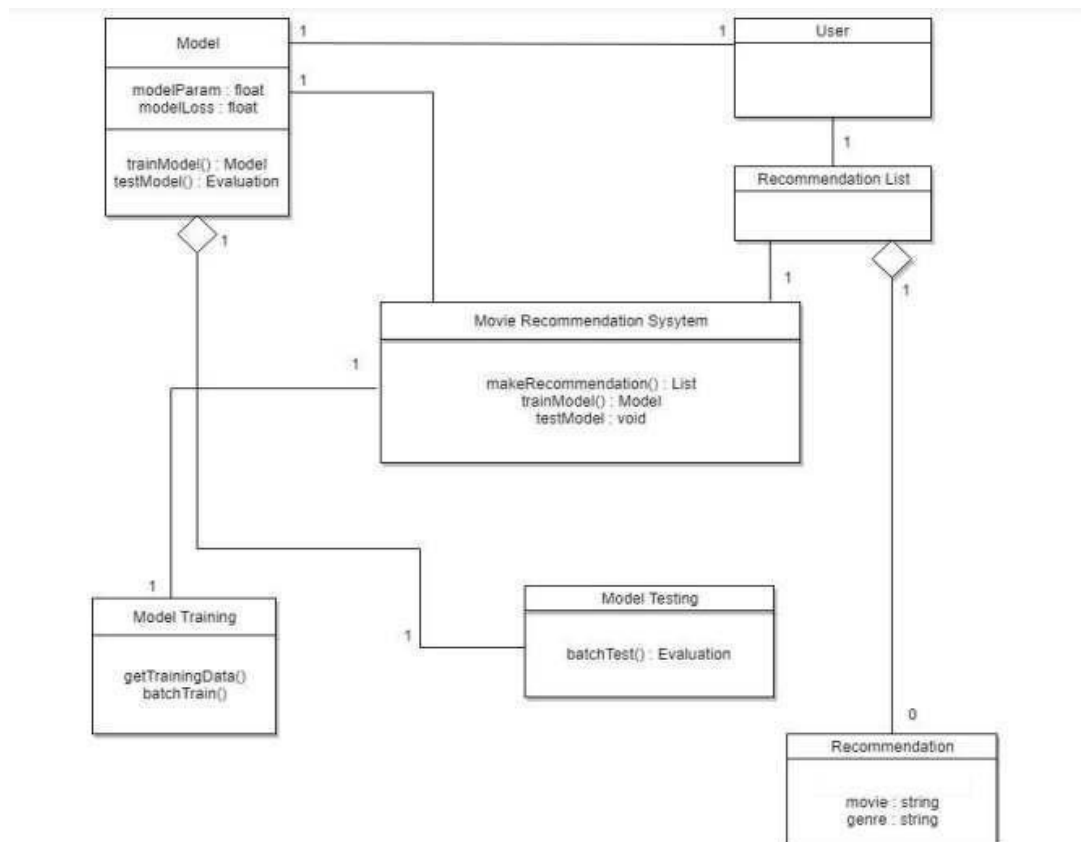 1
1
Model
User
modelParam : float
modelLoss : float
1
trainModel() : Model
testModel() : Evaluation
1
Recommendation List
1
1
1
Movie Recommendation Sysytem
1
makeRecommendation() : List
trainModel() : Model
testModel : void
1
Model Training
getTrainingData()
batchTrain()
Model Testing
1
batchTest() : Evaluation
0
Recommendation
movie : string
genre : string